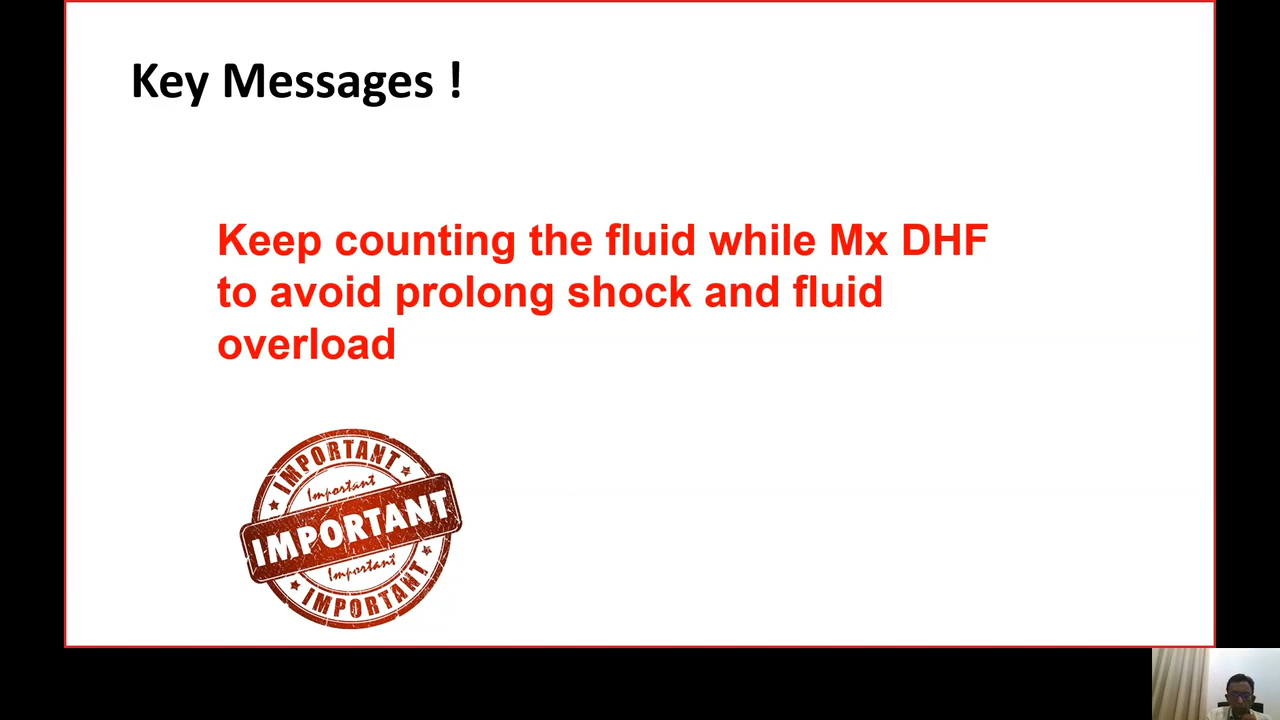 Key Messages !
Keep counting the fluid while Mx DHF
to avoid prolong shock and fluid
overload
IMPORTANT
Important
IMPORTANT
Important
IMPORTANT